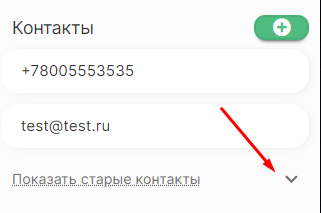 Контакты
+78005553535
test@test.ru
Показать старые контакты